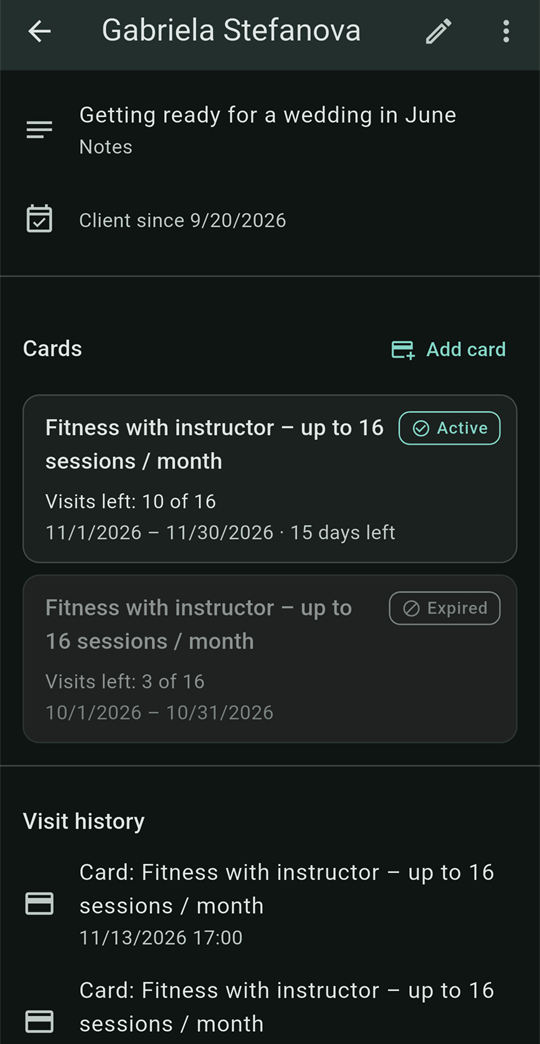 Gabriela Stefanova
Getting ready for a wedding in June
Notes
Client since 9/20/2026
Cards
Add card
Fitness with instructor – up to 16
sessions / month
Active
Visits left: 10 of 16
11/1/2026 – 11/30/2026 · 15 days left
Fitness with instructor – up to
16 sessions / month
Expired
Visits left: 3 of 16
10/1/2026 – 10/31/2026
Visit history
Card: Fitness with instructor – up to 16
sessions / month
11/13/2026 17:00
Card: Fitness with instructor – up to 16
sessions / month